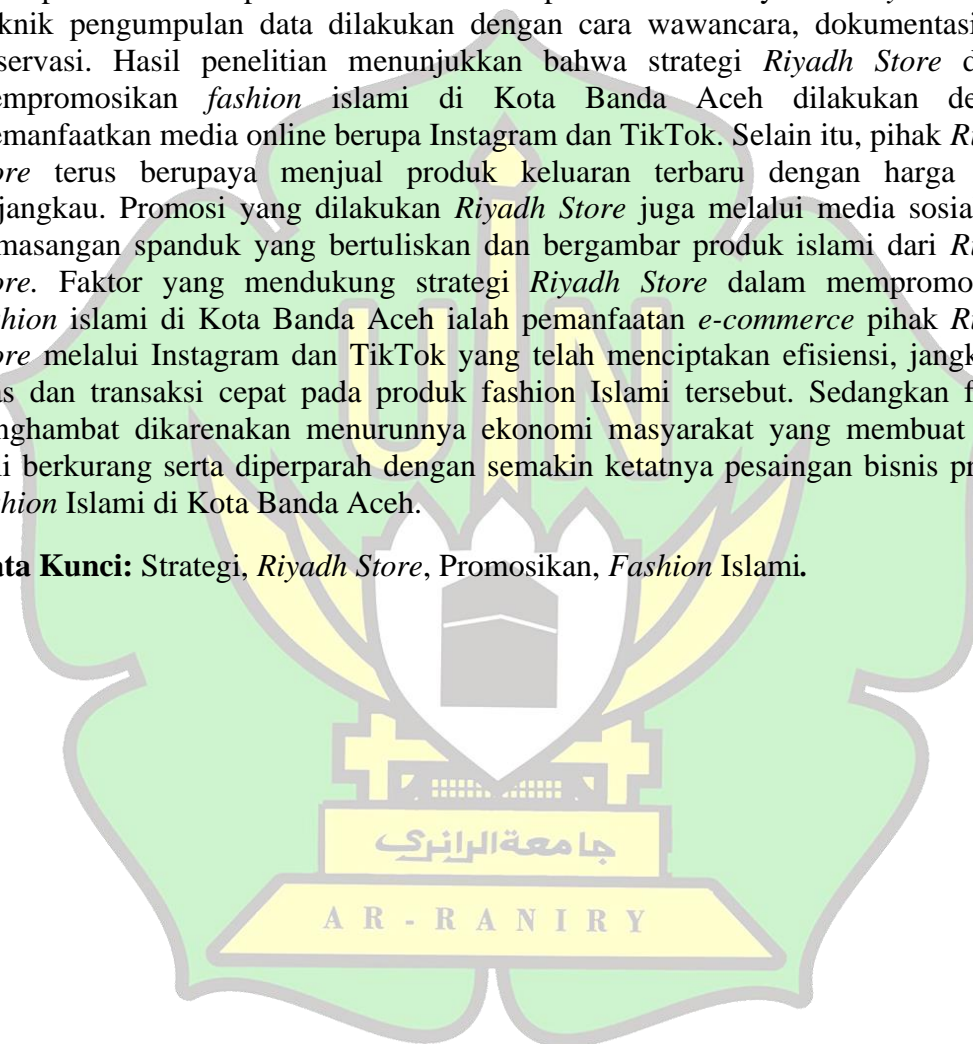 eknik pengumpulan data dilakukan dengan cara wawancara, dokumentasi
servasi. Hasil penelitian menunjukkan bahwa strategi Riyadh Store d
empromosikan fashion islami di Kota Banda Aceh dilakukan de
emanfaatkan media online berupa Instagram dan TikTok. Selain itu, pihak Ri
ore terus berupaya menjual produk keluaran terbaru dengan harga
jangkau. Promosi yang dilakukan Riyadh Store juga melalui media sosia
masangan spanduk yang bertuliskan dan bergambar produk islami dari Ri
ore. Faktor yang mendukung strategi Riyadh Store dalam mempromo
shion islami di Kota Banda Aceh ialah pemanfaatan e-commerce pihak Ri
ore melalui Instagram dan TikTok yang telah menciptakan efisiensi, jangk
as dan transaksi cepat pada produk fashion Islami tersebut. Sedangkan f
nghambat dikarenakan menurunnya ekonomi masyarakat yang membuat
li berkurang serta diperparah dengan semakin ketatnya pesaingan bisnis pr
shion Islami di Kota Banda Aceh.
ata Kunci: Strategi, Riyadh Store, Promosikan, Fashion Islami.
UIN
جامعة الرانري
AR-RANIRY